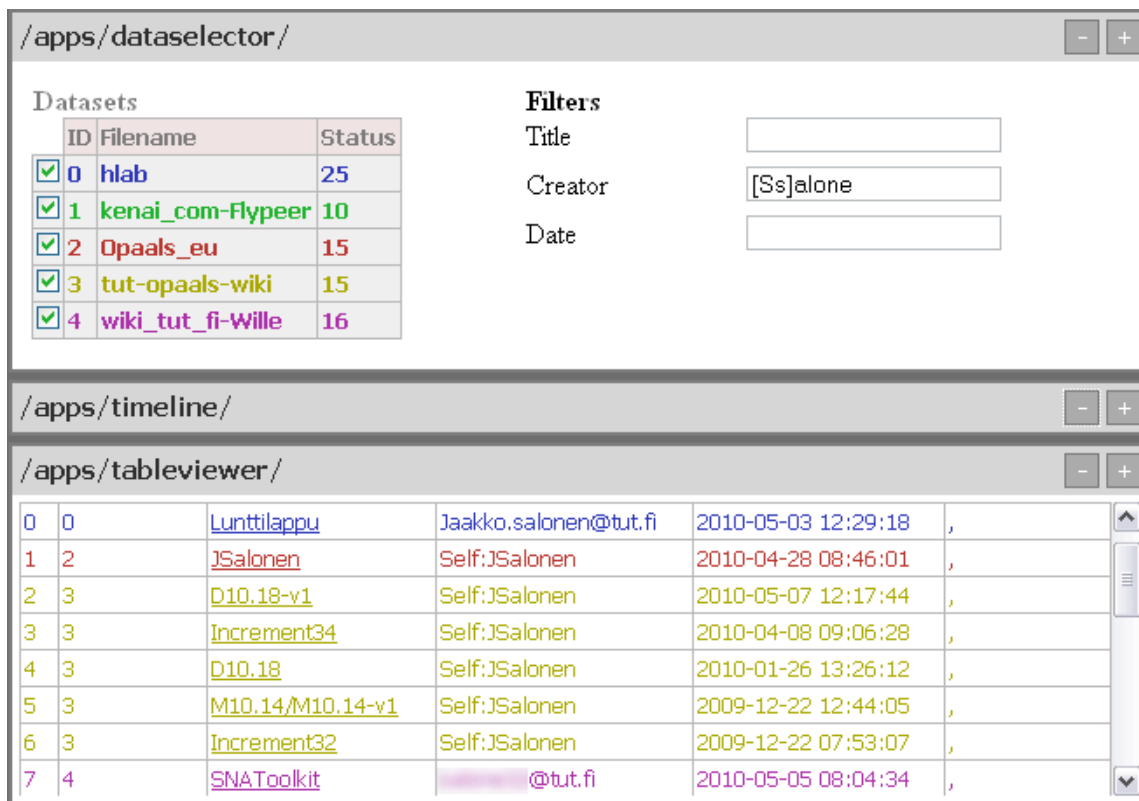 /apps/dataselector/ - +
Datasets
ID Filename Status
0 hlab 25
1 kenai_com-Flypeer 10
2 Opaals_eu 15
3 tut-opaals-wiki 15
4 wiki_tut_fi-Wille 16
Filters
Title
Creator [Ss]alone
Date
/apps/timeline/ - +
/apps/tableviewer/ - +
0 0 Lunttilappu Jaakko.salonen@tut.fi 2010-05-03 12:29:18 ,
1 2 JSalonen Self:JSalonen 2010-04-28 08:46:01 ,
2 3 D10.18-v1 Self:JSalonen 2010-05-07 12:17:44 ,
3 3 Increment34 Self:JSalonen 2010-04-08 09:06:28 ,
4 3 D10.18 Self:JSalonen 2010-01-26 13:26:12 ,
5 3 M10.14/M10.14-v1 Self:JSalonen 2009-12-22 12:44:05 ,
6 3 Increment32 Self:JSalonen 2009-12-22 07:53:07 ,
7 4 SNAToolkit @tut.fi 2010-05-05 08:04:34 ,